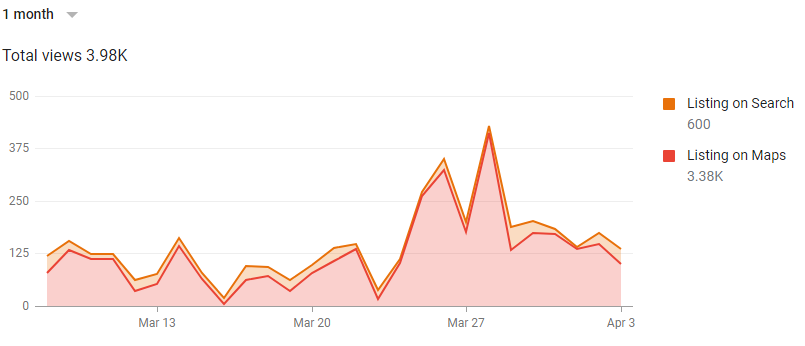 1 month
Total views 3.98K
500
375
250
125
0
Mar 13
Mar 20
Mar 27
Apr 3
Listing on Search
600
Listing on Maps
3.38K